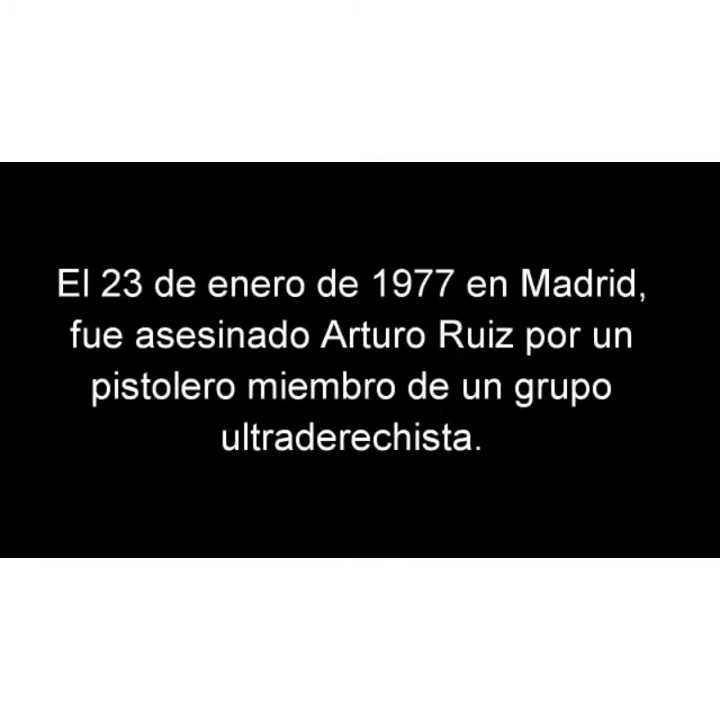 El 23 de enero de 1977 en Madrid,
fue asesinado Arturo Ruiz por un
pistolero miembro de un grupo
ultraderechista.